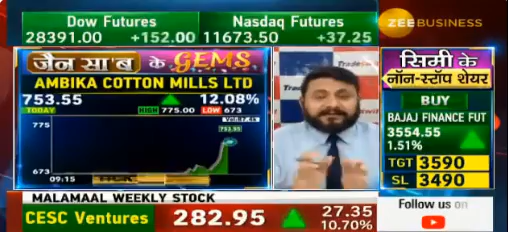 Dow Futures
28391.00 +152.00
Nasdaq Futures
11673.50 +37.25
ZEE BUSINESS
जैन सा'ब के GEMS
AMBIKA COTTON MILLS LTD
753.55 12.08%
TODAY HIGH 775.00 LOW 673
775
753.55
673
09:15
TradeSwift
सिमी के
नॉन-स्टॉप शेयर
BUY
BAJAJ FINANCE FUT
3554.55
1.51%
TGT 3590
SL 3490
MALAMAAL WEEKLY STOCK
CESC Ventures 282.95 27.35
10.70%
Follow us on